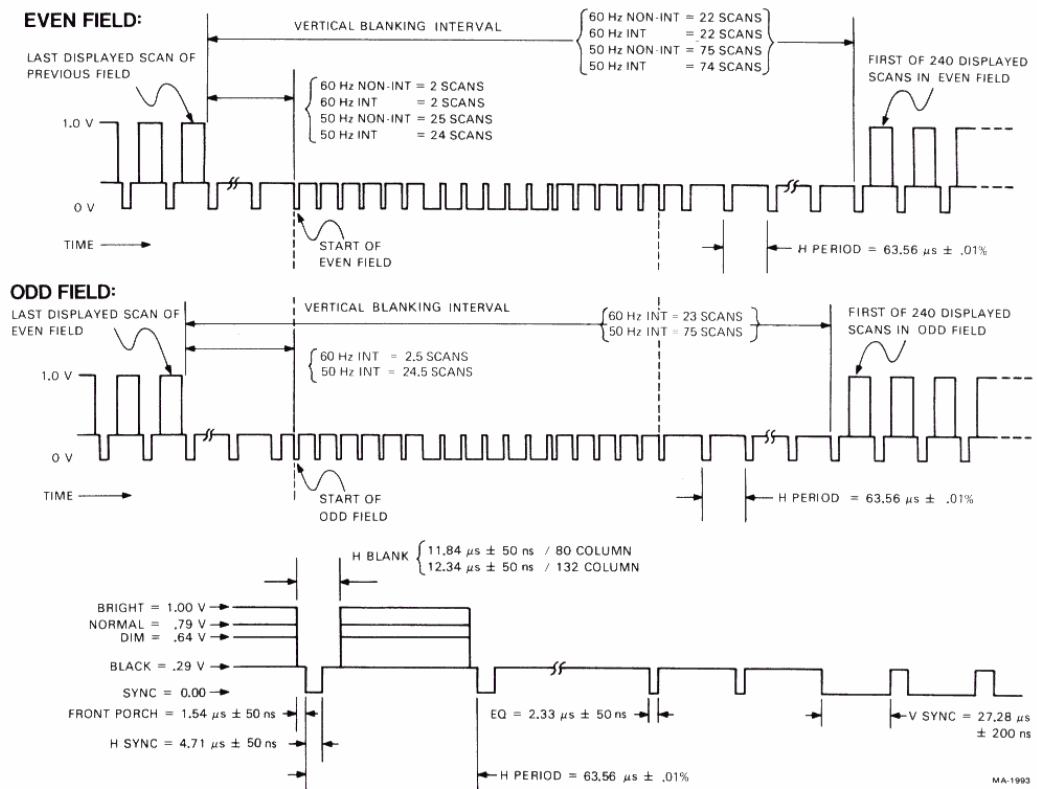 EVEN FIELD:
VERTICAL BLANKING INTERVAL
60 Hz NON-INT = 22 SCANS
60 Hz INT = 22 SCANS
50 Hz NON-INT = 75 SCANS
50 Hz INT = 74 SCANS
LAST DISPLAYED SCAN OF
PREVIOUS FIELD
FIRST OF 240 DISPLAYED
SCANS IN EVEN FIELD
60 Hz NON-INT = 2 SCANS
60 Hz INT = 2 SCANS
50 Hz NON-INT = 25 SCANS
50 Hz INT = 24 SCANS
1.0 V
0 V
TIME
START OF
EVEN FIELD
H PERIOD = 63.56 μs ± .01%
ODD FIELD:
LAST DISPLAYED SCAN OF
EVEN FIELD
VERTICAL BLANKING INTERVAL
60 Hz INT = 23 SCANS
50 Hz INT = 75 SCANS
FIRST OF 240 DISPLAYED
SCANS IN ODD FIELD
60 Hz INT = 2.5 SCANS
50 Hz INT = 24.5 SCANS
1.0 V
0 V
TIME
START OF
ODD FIELD
H PERIOD = 63.56 μs ± .01%
H BLANK
11.84 μs ± 50 ns / 80 COLUMN
12.34 μs ± 50 ns / 132 COLUMN
BRIGHT = 1.00 V
NORMAL = .79 V
DIM = .64 V
BLACK = .29 V
SYNC = 0.00
FRONT PORCH = 1.54 μs ± 50 ns
EQ = 2.33 μs ± 50 ns
V SYNC = 27.28 μs
± 200 ns
H SYNC = 4.71 μs ± 50 ns
H PERIOD = 63.56 μs ± .01%
MA-1993